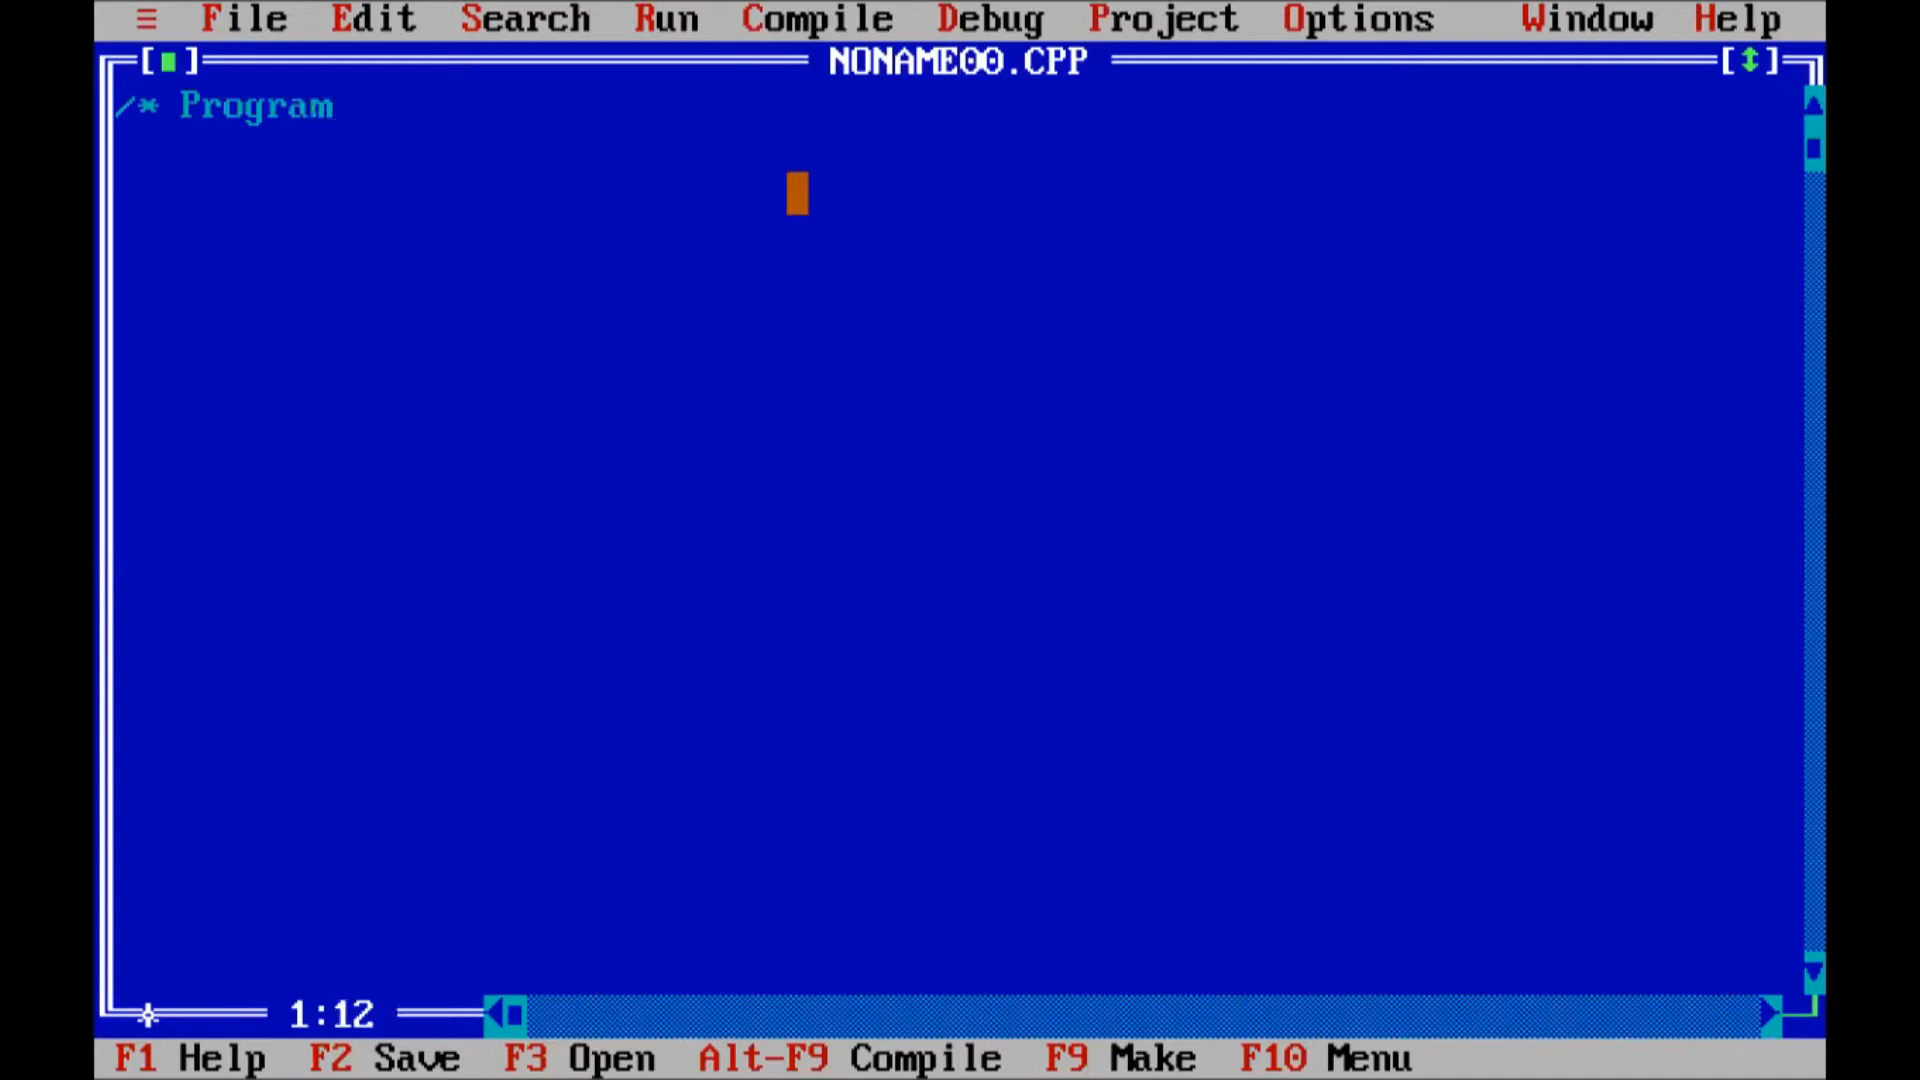 ≡ File Edit Search Run Compile Debug Project Options Window Help
[■] NONAME00.CPP [↕]
/* Program
1:12
F1 Help F2 Save F3 Open Alt-F9 Compile F9 Make F10 Menu